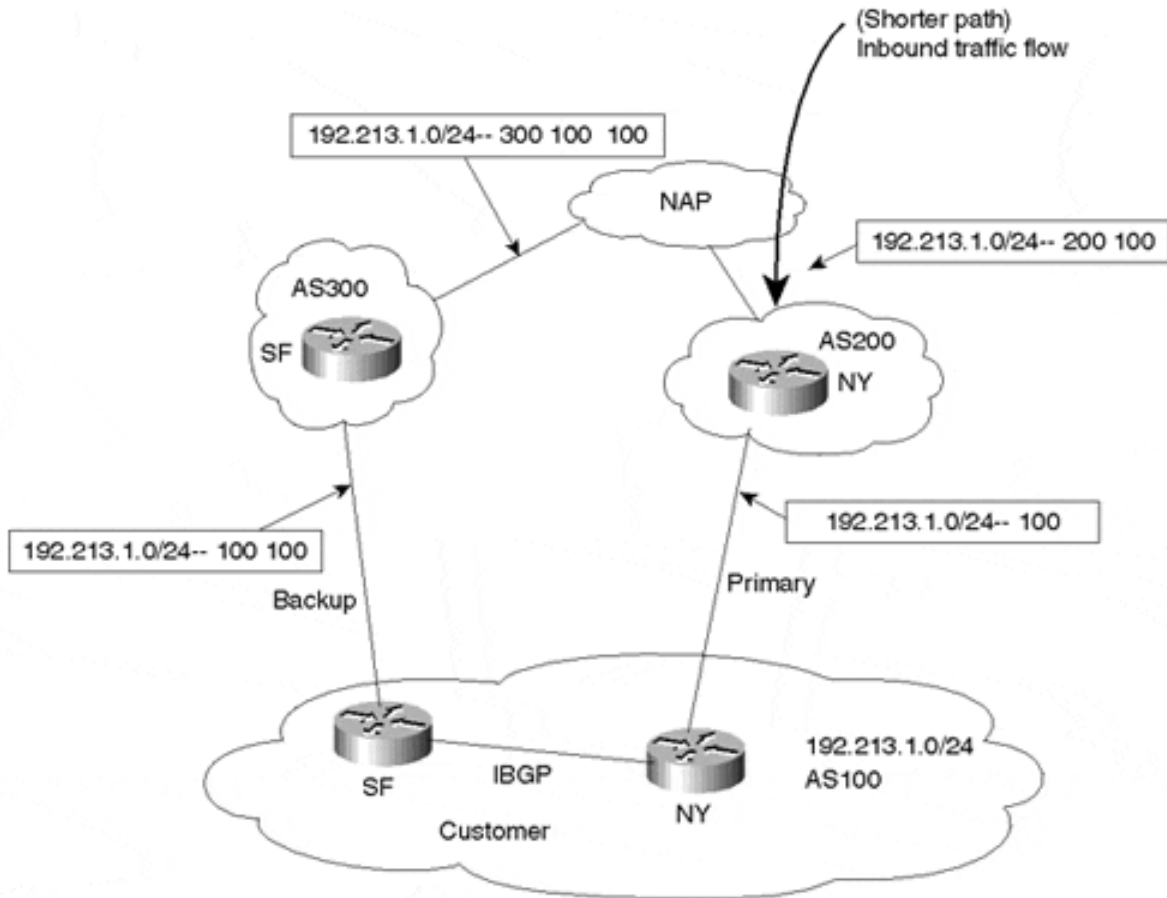 (Shorter path)
Inbound traffic flow
192.213.1.0/24-- 300 100 100
NAP
192.213.1.0/24-- 200 100
AS300
SF
AS200
NY
192.213.1.0/24-- 100 100
192.213.1.0/24-- 100
Backup
Primary
SF
IBGP
NY
192.213.1.0/24
AS100
Customer